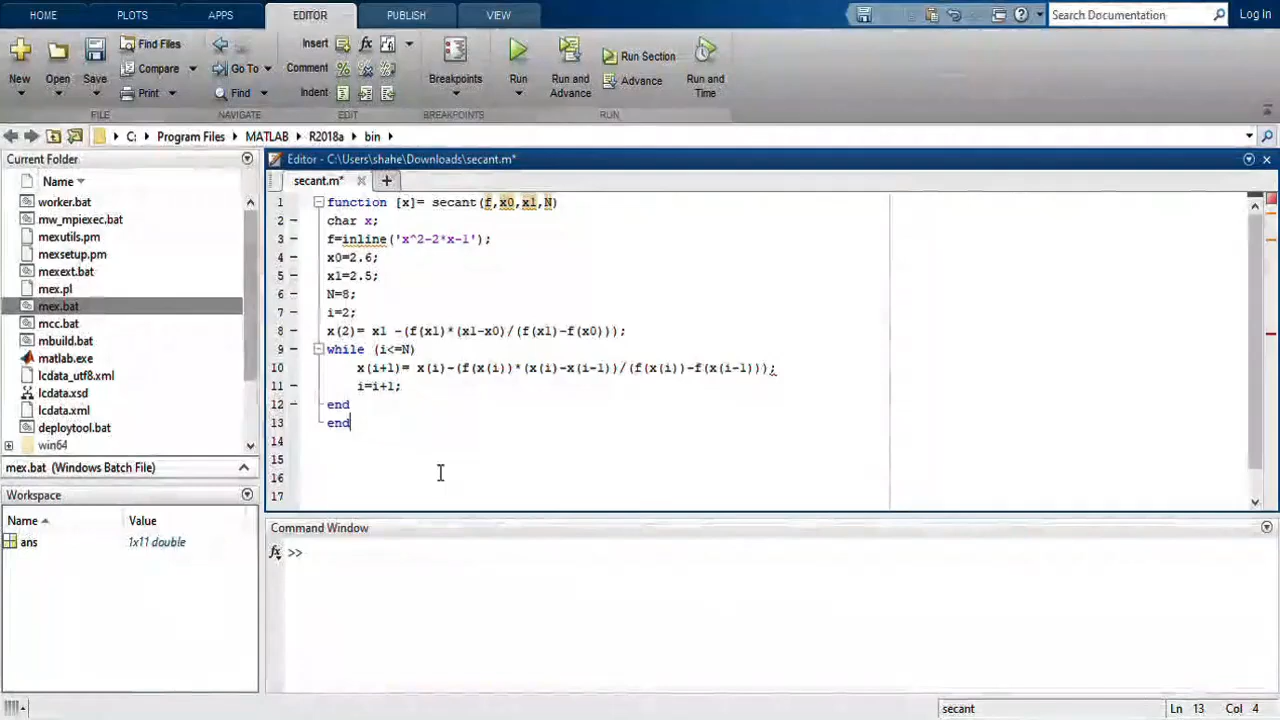 HOME PLOTS APPS EDITOR PUBLISH VIEW Search Documentation Log In
New Open Save Find Files Compare Print
Go To Find
Insert fx
Comment
Indent
Breakpoints Run Run and Advance Run Section Advance Run and Time
FILE NAVIGATE EDIT BREAKPOINTS RUN
C: Program Files MATLAB R2018a bin
Current Folder
Name
worker.bat
mw_mpiexec.bat
mexutils.pm
mexsetup.pm
mexext.bat
mex.pl
mex.bat
mcc.bat
mbuild.bat
matlab.exe
lcdata_utf8.xml
lcdata.xsd
lcdata.xml
deploytool.bat
win64
mex.bat (Windows Batch File)
Workspace
Name Value
ans 1x11 double
Editor - C:\Users\shahe\Downloads\secant.m*
secant.m*
1 function [x]= secant(f,x0,x1,N)
2 char x;
3 f=inline('x^2-2*x-1');
4 x0=2.6;
5 x1=2.5;
6 N=8;
7 i=2;
8 x(2)= x1 -(f(x1)*(x1-x0)/(f(x1)-f(x0)));
9 while (i<=N)
10 x(i+1)= x(i)-(f(x(i))*(x(i)-x(i-1))/(f(x(i))-f(x(i-1)));
11 i=i+1;
12 end
13 end
14
15
16
17
Command Window
fx >>
secant Ln 13 Col 4